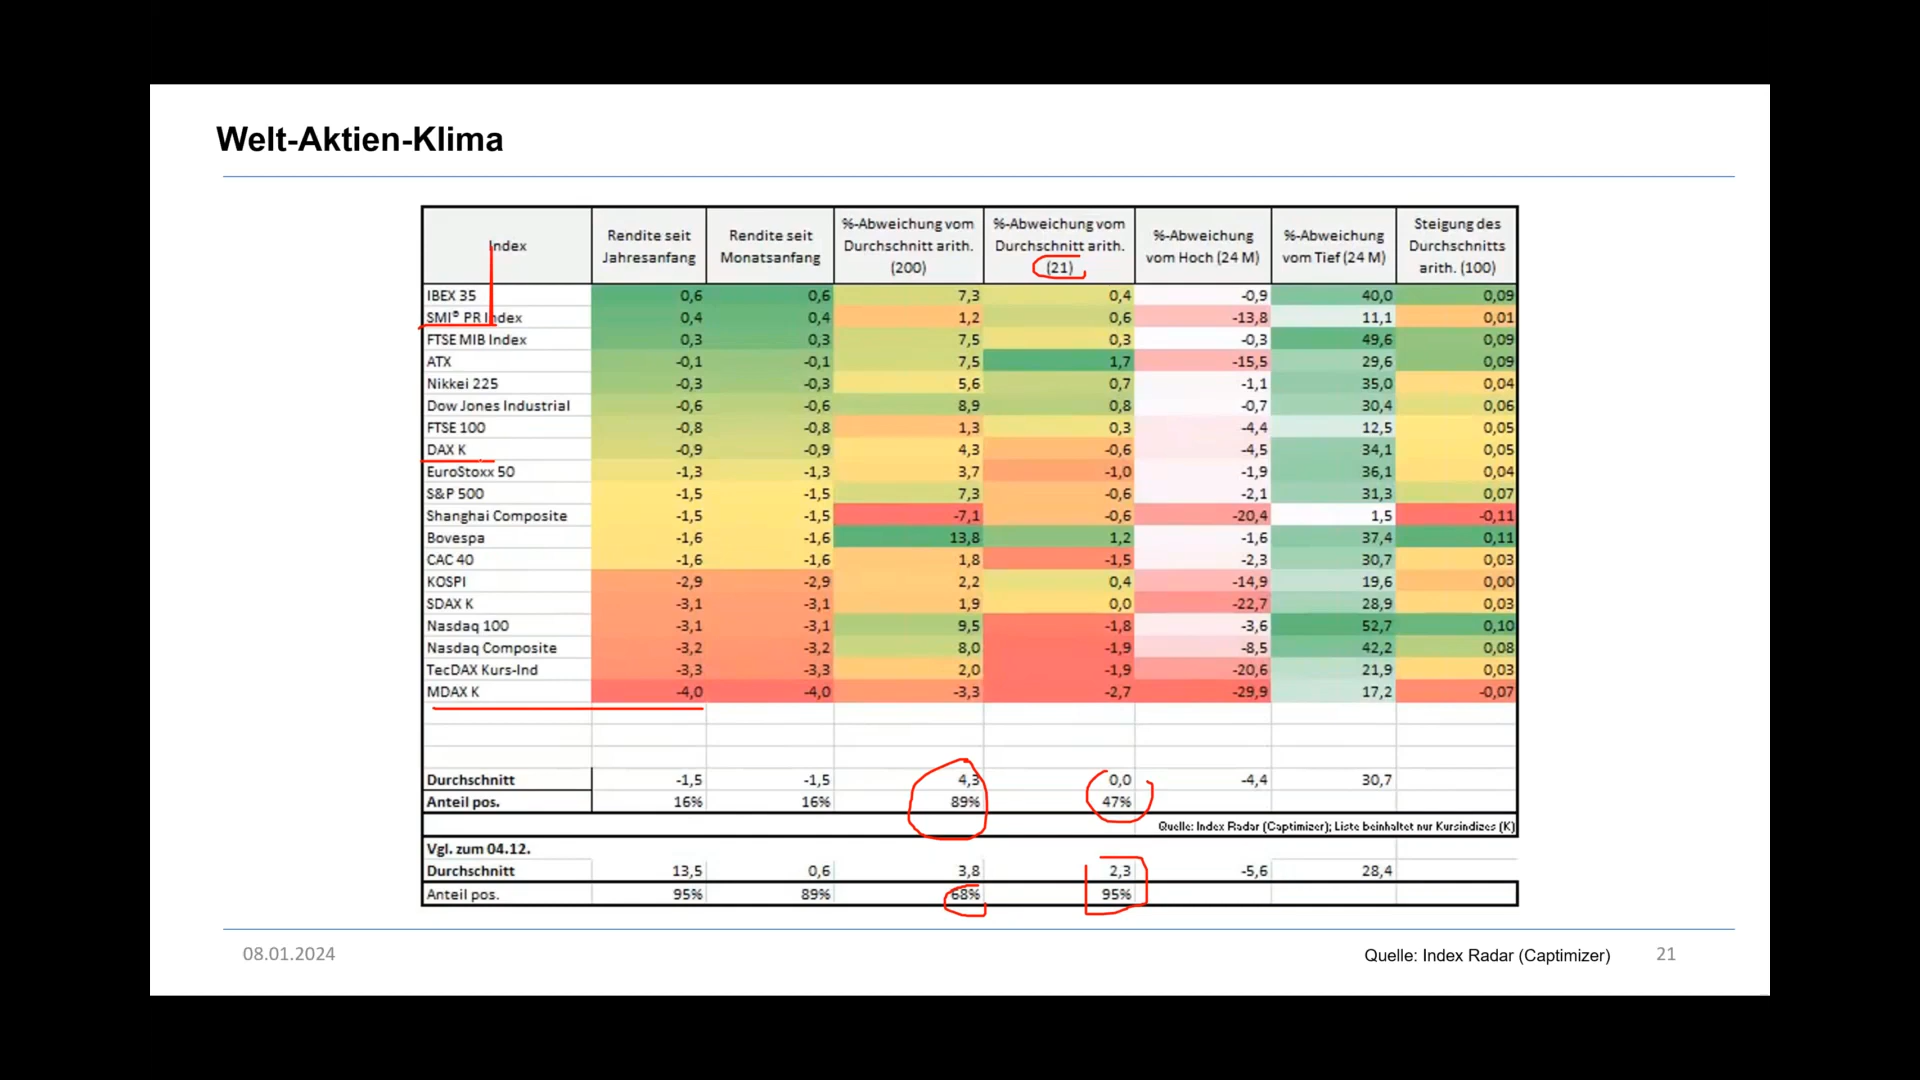 Welt-Aktien-Klima
Index Rendite seit Jahresanfang Rendite seit Monatsanfang %-Abweichung vom Durchschnitt arith. (200) %-Abweichung vom Durchschnitt arith. (21) %-Abweichung vom Hoch (24 M) %-Abweichung vom Tief (24 M) Steigung des Durchschnitts arith. (100)
IBEX 35 0,6 0,6 7,3 0,4 -0,9 40,0 0,09
SMI® PR Index 0,4 0,4 1,2 0,6 -13,8 11,1 0,01
FTSE MIB Index 0,3 0,3 7,5 0,3 -0,3 49,6 0,09
ATX -0,1 -0,1 7,5 1,7 -15,5 29,6 0,09
Nikkei 225 -0,3 -0,3 5,6 0,7 -1,1 35,0 0,04
Dow Jones Industrial -0,6 -0,6 8,9 0,8 -0,7 30,4 0,06
FTSE 100 -0,8 -0,8 1,3 0,3 -4,4 12,5 0,05
DAX K -0,9 -0,9 4,3 -0,6 -4,5 34,1 0,05
EuroStoxx 50 -1,3 -1,3 3,7 -1,0 -1,9 36,1 0,04
S&P 500 -1,5 -1,5 7,3 -0,6 -2,1 31,3 0,07
Shanghai Composite -1,5 -1,5 -7,1 -0,6 -20,4 1,5 -0,11
Bovespa -1,6 -1,6 13,8 1,2 -1,6 37,4 0,11
CAC 40 -1,6 -1,6 1,8 -1,5 -2,3 30,7 0,03
KOSPI -2,9 -2,9 2,2 0,4 -14,9 19,6 0,00
SDAX K -3,1 -3,1 1,9 0,0 -22,7 28,9 0,03
Nasdaq 100 -3,1 -3,1 9,5 -1,8 -3,6 52,7 0,10
Nasdaq Composite -3,2 -3,2 8,0 -1,9 -8,5 42,2 0,08
TecDAX Kurs-Ind -3,3 -3,3 2,0 -1,9 -20,6 21,9 0,03
MDAX K -4,0 -4,0 -3,3 -2,7 -29,9 17,2 -0,07
Durchschnitt -1,5 -1,5 4,3 0,0 -4,4 30,7
Anteil pos. 16% 16% 89% 47%
Quelle: Index Radar (Captimizer); Liste beinhaltet nur Kursindizes (K)
Vgl. zum 04.12.
Durchschnitt 13,5 0,6 3,8 2,3 -5,6 28,4
Anteil pos. 95% 89% 68% 95%
08.01.2024 Quelle: Index Radar (Captimizer) 21